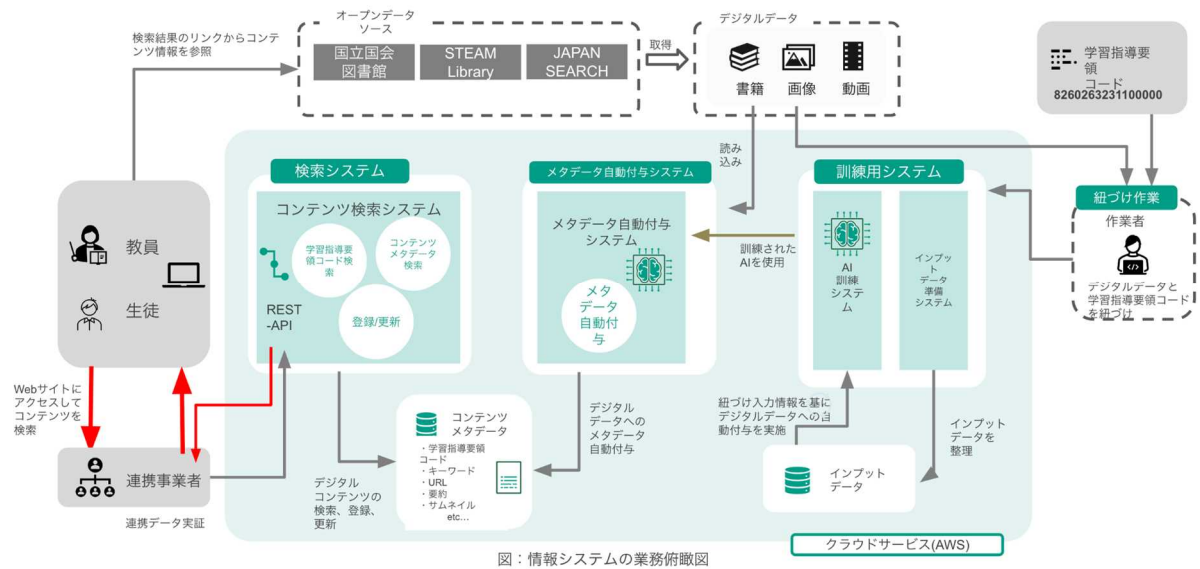 オープンデータ
ソース
国立国会
図書館
STEAM
Library
JAPAN
SEARCH
検索結果のリンクからコンテ
ンツ情報を参照
取得
デジタルデータ
書籍
画像
動画
学習指導要
領
コード
8260263231100000
読み
込み
検索システム
コンテンツ検索システム
学習指導要
領コード検
索
コンテンツ
メタデータ
検索
登録/更新
REST
-API
メタデータ自動付与システム
メタデータ自動付与
システム
メタ
データ
自動付
与
訓練された
AIを使用
訓練用システム
AI
訓練
システ
ム
インプッ
ト
データ
準備
システム
紐づけ作業
作業者
デジタルデータと
学習指導要領コード
を紐づけ
教員
生徒
Webサイトに
アクセスして
コンテンツを
検索
連携事業者
連携データ実証
デジタル
コンテンツの
検索、登録、
更新
コンテンツ
メタデータ
・学習指導要領
コード
・キーワード
・URL
・要約
・サムネイル
etc…
デジタル
データへの
メタデータ
自動付与
紐づけ入力情報を基に
デジタルデータへの自
動付与を実施
インプット
データ
インプット
データを
整理
クラウドサービス(AWS)
図：情報システムの業務俯瞰図